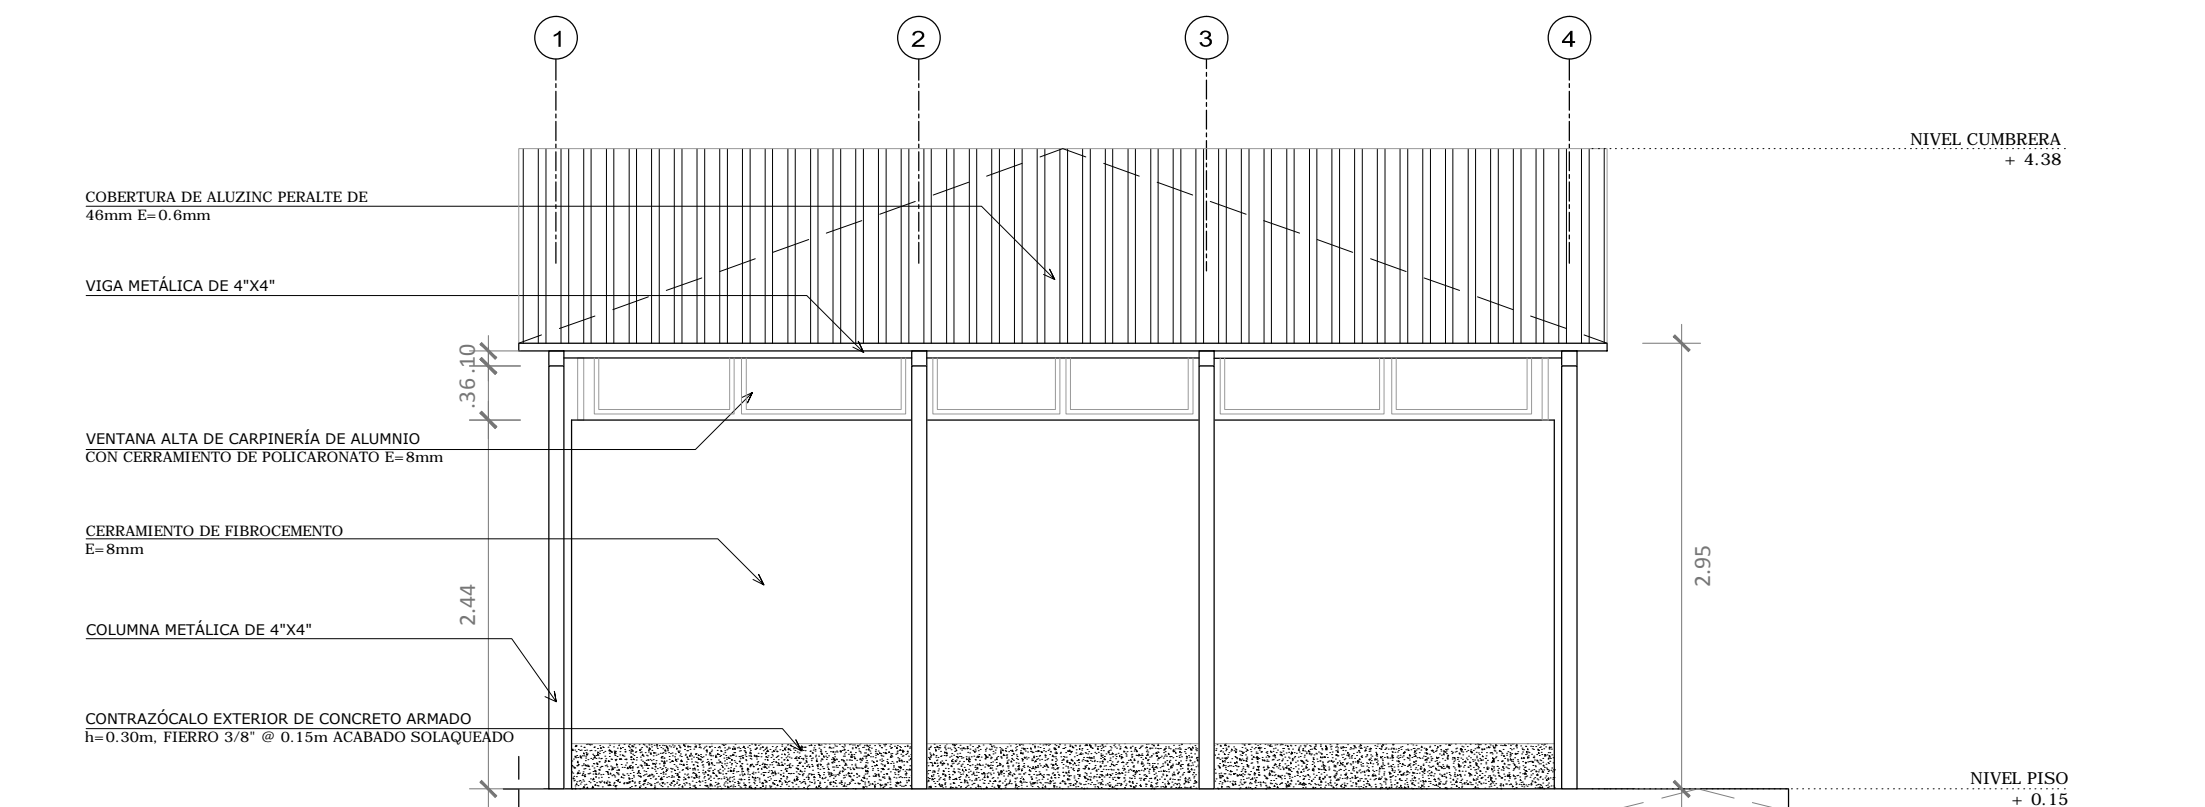 1
2
3
4
NIVEL CUMBRERA
+ 4.38
COBERTURA DE ALUZINC PERALTE DE
46mm E=0.6mm
VIGA METÁLICA DE 4"X4"
.10
.36
VENTANA ALTA DE CARPINERÍA DE ALUMNIO
CON CERRAMIENTO DE POLICARONATO E=8mm
CERRAMIENTO DE FIBROCEMENTO
E=8mm
2.95
2.44
COLUMNA METÁLICA DE 4"X4"
CONTRAZÓCALO EXTERIOR DE CONCRETO ARMADO
h=0.30m, FIERRO 3/8" @ 0.15m ACABADO SOLAQUEADO
NIVEL PISO
+ 0.15